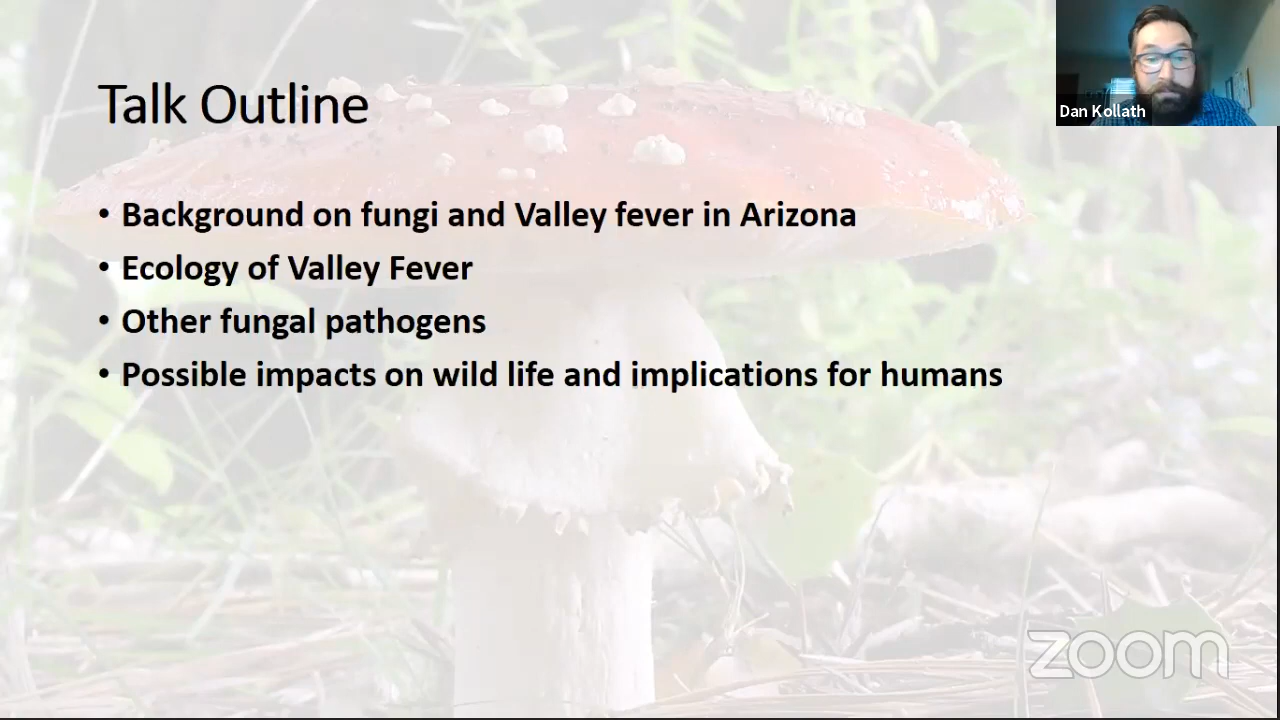 Talk Outline
• Background on fungi and Valley fever in Arizona
• Ecology of Valley Fever
• Other fungal pathogens
• Possible impacts on wild life and implications for humans
Dan Kollath
zoom